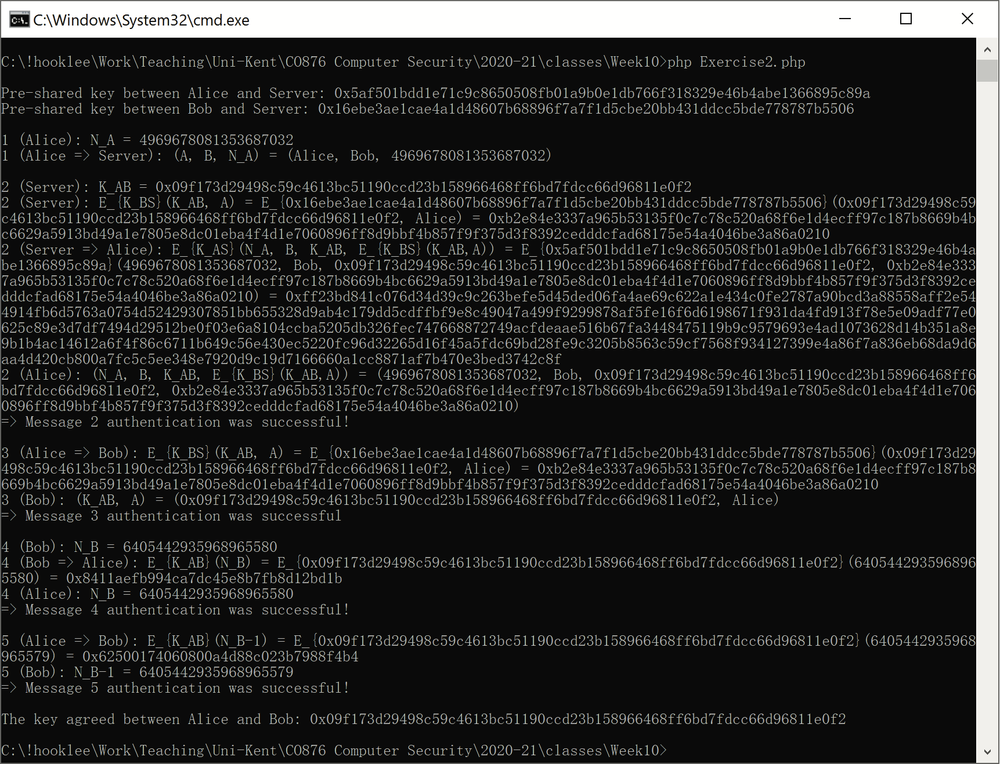 C:\Windows\System32\cmd.exe
C:\!hooklee\Work\Teaching\Uni-Kent\CO876 Computer Security\2020-21\classes\Week10>php Exercise2.php
Pre-shared key between Alice and Server: 0x5af501bdd1e71c9c8650508fb01a9b0e1db766f318329e46b4abe1366895c89a
Pre-shared key between Bob and Server: 0x16ebe3ae1cae4a1d48607b68896f7a7f1d5cbe20bb431ddcc5bde778787b5506
1 (Alice): N_A = 4969678081353687032
1 (Alice => Server): (A, B, N_A) = (Alice, Bob, 4969678081353687032)
2 (Server): K_AB = 0x09f173d29498c59c4613bc51190ccd23b158966468ff6bd7fdcc66d96811e0f2
2 (Server): E_{K_BS}(K_AB, A) = E_{0x16ebe3ae1cae4a1d48607b68896f7a7f1d5cbe20bb431ddcc5bde778787b5506}(0x09f173d29498c59
c4613bc51190ccd23b158966468ff6bd7fdcc66d96811e0f2, Alice) = 0xb2e84e3337a965b53135f0c7c78c520a68f6e1d4ecff97c187b8669b4b
c6629a5913bd49a1e7805e8dc01eba4f4d1e7060896ff8d9bbf4b857f9f375d3f8392cedddcfad68175e54a4046be3a86a0210
2 (Server => Alice): E_{K_AS}(N_A, B, K_AB, E_{K_BS}(K_AB,A)) = E_{0x5af501bdd1e71c9c8650508fb01a9b0e1db766f318329e46b4a
be1366895c89a}(4969678081353687032, Bob, 0x09f173d29498c59c4613bc51190ccd23b158966468ff6bd7fdcc66d96811e0f2, 0xb2e84e333
7a965b53135f0c7c78c520a68f6e1d4ecff97c187b8669b4bc6629a5913bd49a1e7805e8dc01eba4f4d1e7060896ff8d9bbf4b857f9f375d3f8392ce
dddcfad68175e54a4046be3a86a0210) = 0xff23bd841c076d34d39c9c263befe5d45ded06fa4ae69c622a1e434c0fe2787a90bcd3a88558aff2e54
4914fb6d5763a0754d52429307851bb655328d9ab4c179dd5cdffbf9e8c49047a499f9299878af5fe16f6d6198671f931da4fd913f78e5e09adf77e0
625c89e3d7df7494d29512be0f03c6a8104ccba5205db326fec747668872749acfdeaae516b67fa3448475119b9c9579693e4ad1073628d14b351a8e
9b1b4ac14612a6f4f86c6711b649c56e430ec5220fc96d32265d16f45a5fdc69bd28fe9c3205b8563c59cf7568f934127399e4a86f7a836eb68da9d6
aa4d420cb800a7fc5c5ee348e7920d9c19d7166660a1cc8871af7b470e3bed3742c8f
2 (Alice): (N_A, B, K_AB, E_{K_BS}(K_AB,A)) = (4969678081353687032, Bob, 0x09f173d29498c59c4613bc51190ccd23b158966468ff6
bd7fdcc66d96811e0f2, 0xb2e84e3337a965b53135f0c7c78c520a68f6e1d4ecff97c187b8669b4bc6629a5913bd49a1e7805e8dc01eba4f4d1e706
0896ff8d9bbf4b857f9f375d3f8392cedddcfad68175e54a4046be3a86a0210)
=> Message 2 authentication was successful!
3 (Alice => Bob): E_{K_BS}(K_AB, A) = E_{0x16ebe3ae1cae4a1d48607b68896f7a7f1d5cbe20bb431ddcc5bde778787b5506}(0x09f173d29
498c59c4613bc51190ccd23b158966468ff6bd7fdcc66d96811e0f2, Alice) = 0xb2e84e3337a965b53135f0c7c78c520a68f6e1d4ecff97c187b8
669b4bc6629a5913bd49a1e7805e8dc01eba4f4d1e7060896ff8d9bbf4b857f9f375d3f8392cedddcfad68175e54a4046be3a86a0210
3 (Bob): (K_AB, A) = (0x09f173d29498c59c4613bc51190ccd23b158966468ff6bd7fdcc66d96811e0f2, Alice)
=> Message 3 authentication was successful
4 (Bob): N_B = 6405442935968965580
4 (Bob => Alice): E_{K_AB}(N_B) = E_{0x09f173d29498c59c4613bc51190ccd23b158966468ff6bd7fdcc66d96811e0f2}(640544293596896
5580) = 0x8411aefb994ca7dc45e8b7fb8d12bd1b
4 (Alice): N_B = 6405442935968965580
=> Message 4 authentication was successful!
5 (Alice => Bob): E_{K_AB}(N_B-1) = E_{0x09f173d29498c59c4613bc51190ccd23b158966468ff6bd7fdcc66d96811e0f2}(6405442935968
965579) = 0x62500174060800a4d88c023b7988f4b4
5 (Bob): N_B-1 = 6405442935968965579
=> Message 5 authentication was successful!
The key agreed between Alice and Bob: 0x09f173d29498c59c4613bc51190ccd23b158966468ff6bd7fdcc66d96811e0f2
C:\!hooklee\Work\Teaching\Uni-Kent\CO876 Computer Security\2020-21\classes\Week10>